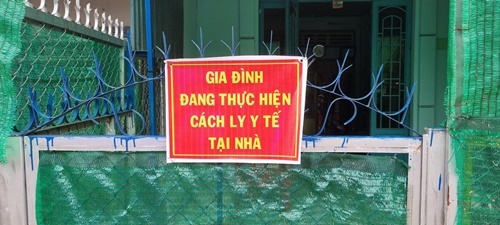 GIA ĐÌNH
ĐANG THỰC HIỆN
CÁCH LY Y TẾ
TẠI NHÀ